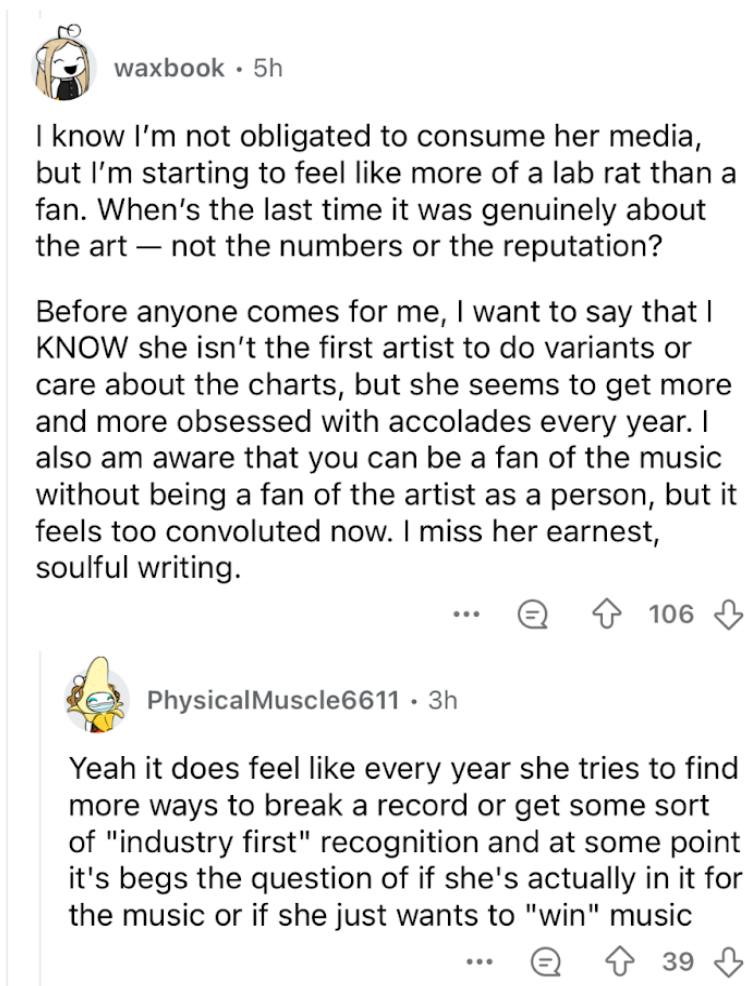 waxbook • 5h
I know I’m not obligated to consume her media,
but I’m starting to feel like more of a lab rat than a
fan. When’s the last time it was genuinely about
the art — not the numbers or the reputation?
Before anyone comes for me, I want to say that I
KNOW she isn’t the first artist to do variants or
care about the charts, but she seems to get more
and more obsessed with accolades every year. I
also am aware that you can be a fan of the music
without being a fan of the artist as a person, but it
feels too convoluted now. I miss her earnest,
soulful writing.
106
PhysicalMuscle6611 • 3h
Yeah it does feel like every year she tries to find
more ways to break a record or get some sort
of "industry first" recognition and at some point
it's begs the question of if she's actually in it for
the music or if she just wants to "win" music
39